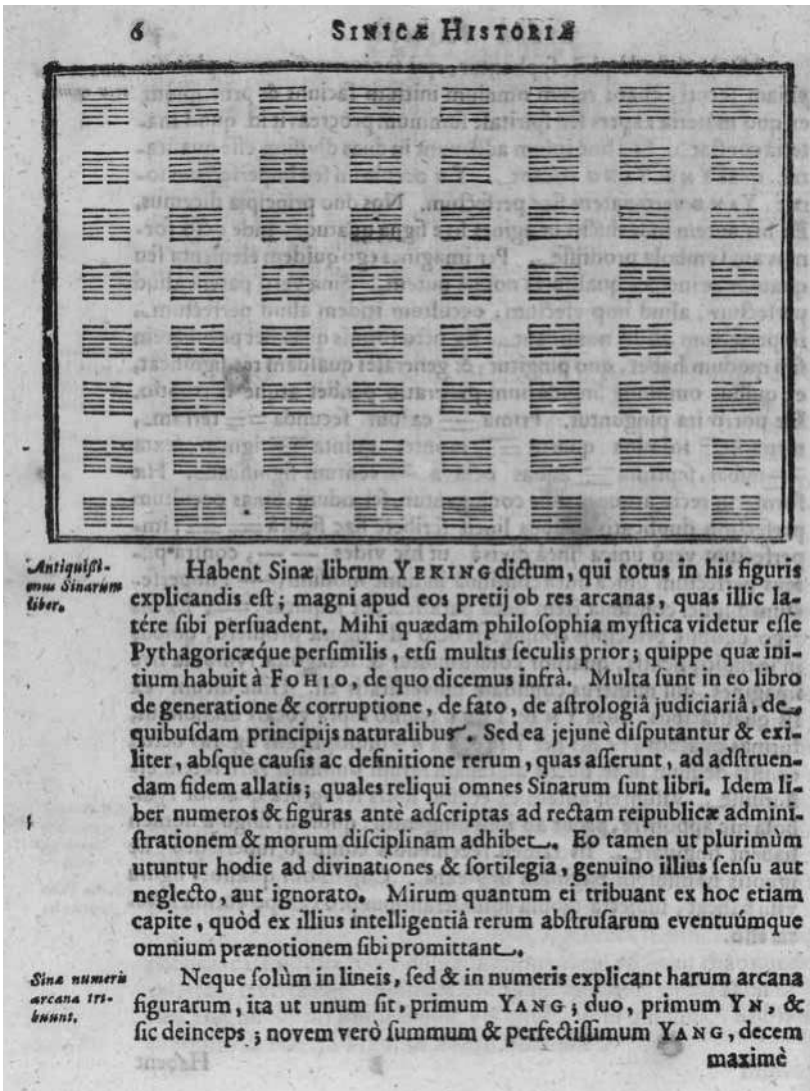 6 SINICÆ HISTORIÆ
Antiquissi-
mus Sinarum
liber.
Habent Sinæ librum YEKING dictum, qui totus in his figuris
explicandis eſt; magni apud eos pretij ob res arcanas, quas illic la-
tére ſibi perſuadent. Mihi quædam philoſophia myſtica videtur eſſe
Pythagoricæque perſimilis, etſi multis ſeculis prior; quippe quæ ini-
tium habuit à FOHIO, de quo dicemus infrà. Multa ſunt in eo libro
de generatione & corruptione, de fato, de aſtrologiâ judiciariâ, de
quibuſdam principijs naturalibus. Sed ea jejunè diſputantur & exi-
liter, abſque cauſis ac definitione rerum, quas aſſerunt, ad adſtruen-
dam fidem allatis; quales reliqui omnes Sinarum ſunt libri. Idem li-
ber numeros & figuras antè adſcriptas ad rectam reipublicæ admini-
ſtrationem & morum diſciplinam adhibet. Eo tamen ut plurimùm
utuntur hodie ad divinationes & ſortilegia, genuino illius ſenſu aut
neglecto, aut ignorato. Mirum quantum ei tribuant ex hoc etiam
capite, quòd ex illius intelligentiâ rerum abſtruſarum eventuúmque
omnium prænotionem ſibi promittant.
Sinæ numeris
arcana tri-
buunt.
Neque ſolùm in lineis, ſed & in numeris explicant harum arcana
figurarum, ita ut unum ſit, primum YANG; duo, primum YN, &
ſic deinceps; novem verò ſummum & perfectiſſimum YANG, decem
maximè